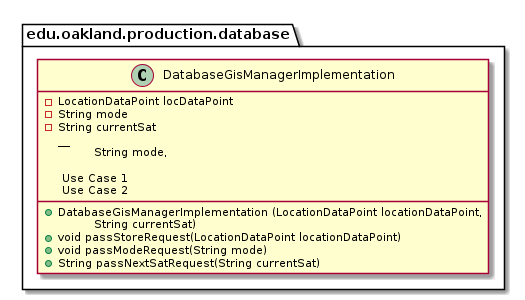 edu.oakland.production.database
C DatabaseGisManagerImplementation
LocationDataPoint locDataPoint
String mode
String currentSat
__ String mode,
Use Case 1
Use Case 2
DatabaseGisManagerImplementation (LocationDataPoint locationDataPoint,
String currentSat)
void passStoreRequest(LocationDataPoint locationDataPoint)
void passModeRequest(String mode)
String passNextSatRequest(String currentSat)